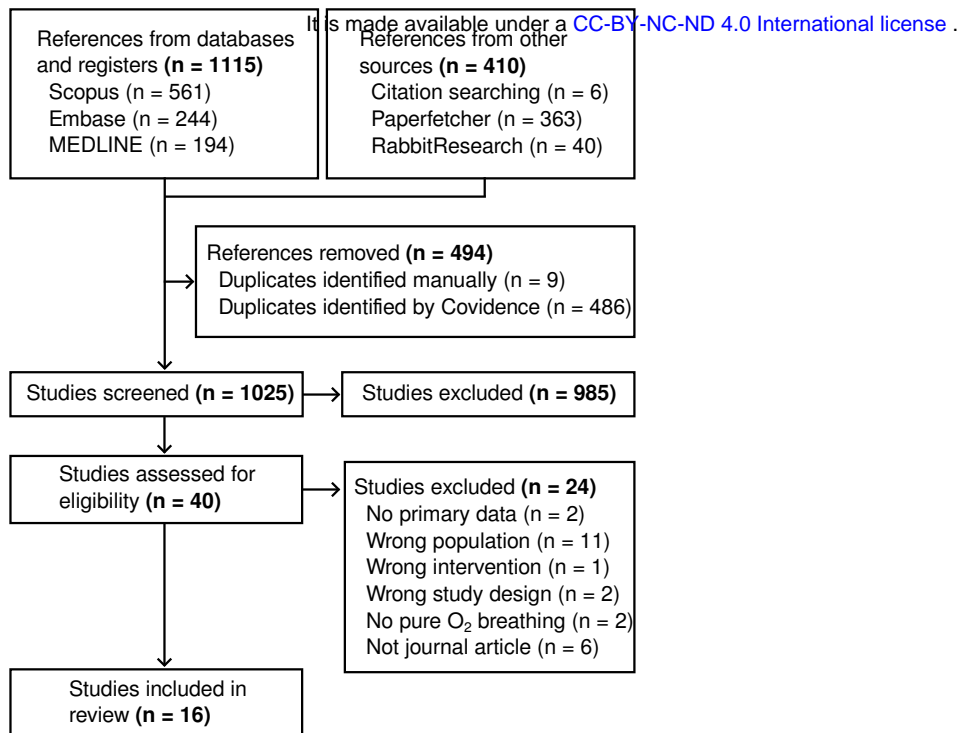 It is made available under a CC-BY-NC-ND 4.0 International license .
References from databases
and registers (n = 1115)
Scopus (n = 561)
Embase (n = 244)
MEDLINE (n = 194)
References from other
sources (n = 410)
Citation searching (n = 6)
Paperfetcher (n = 363)
RabbitResearch (n = 40)
References removed (n = 494)
Duplicates identified manually (n = 9)
Duplicates identified by Covidence (n = 486)
Studies screened (n = 1025)
Studies excluded (n = 985)
Studies assessed for
eligibility (n = 40)
Studies excluded (n = 24)
No primary data (n = 2)
Wrong population (n = 11)
Wrong intervention (n = 1)
Wrong study design (n = 2)
No pure O₂ breathing (n = 2)
Not journal article (n = 6)
Studies included in
review (n = 16)